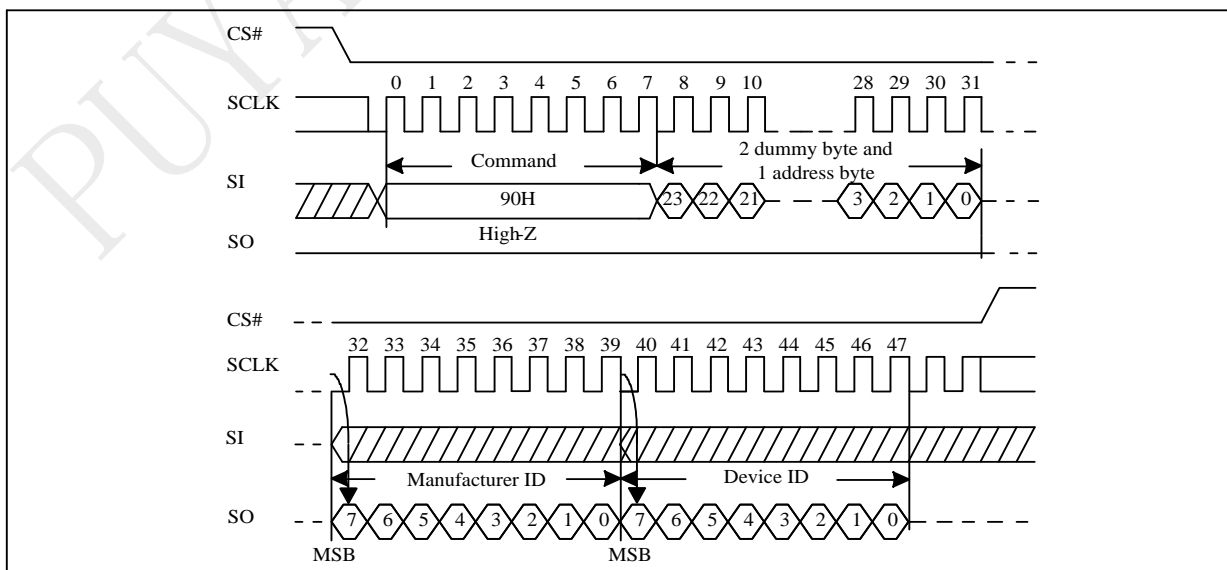 PUYA
CS#
0 1 2 3 4 5 6 7 8 9 10 28 29 30 31
SCLK
Command
2 dummy byte and
1 address byte
SI
90H
23 22 21 3 2 1 0
High-Z
SO
CS#
32 33 34 35 36 37 38 39 40 41 42 43 44 45 46 47
SCLK
SI
Manufacturer ID
Device ID
SO
7 6 5 4 3 2 1 0 7 6 5 4 3 2 1 0
MSB MSB